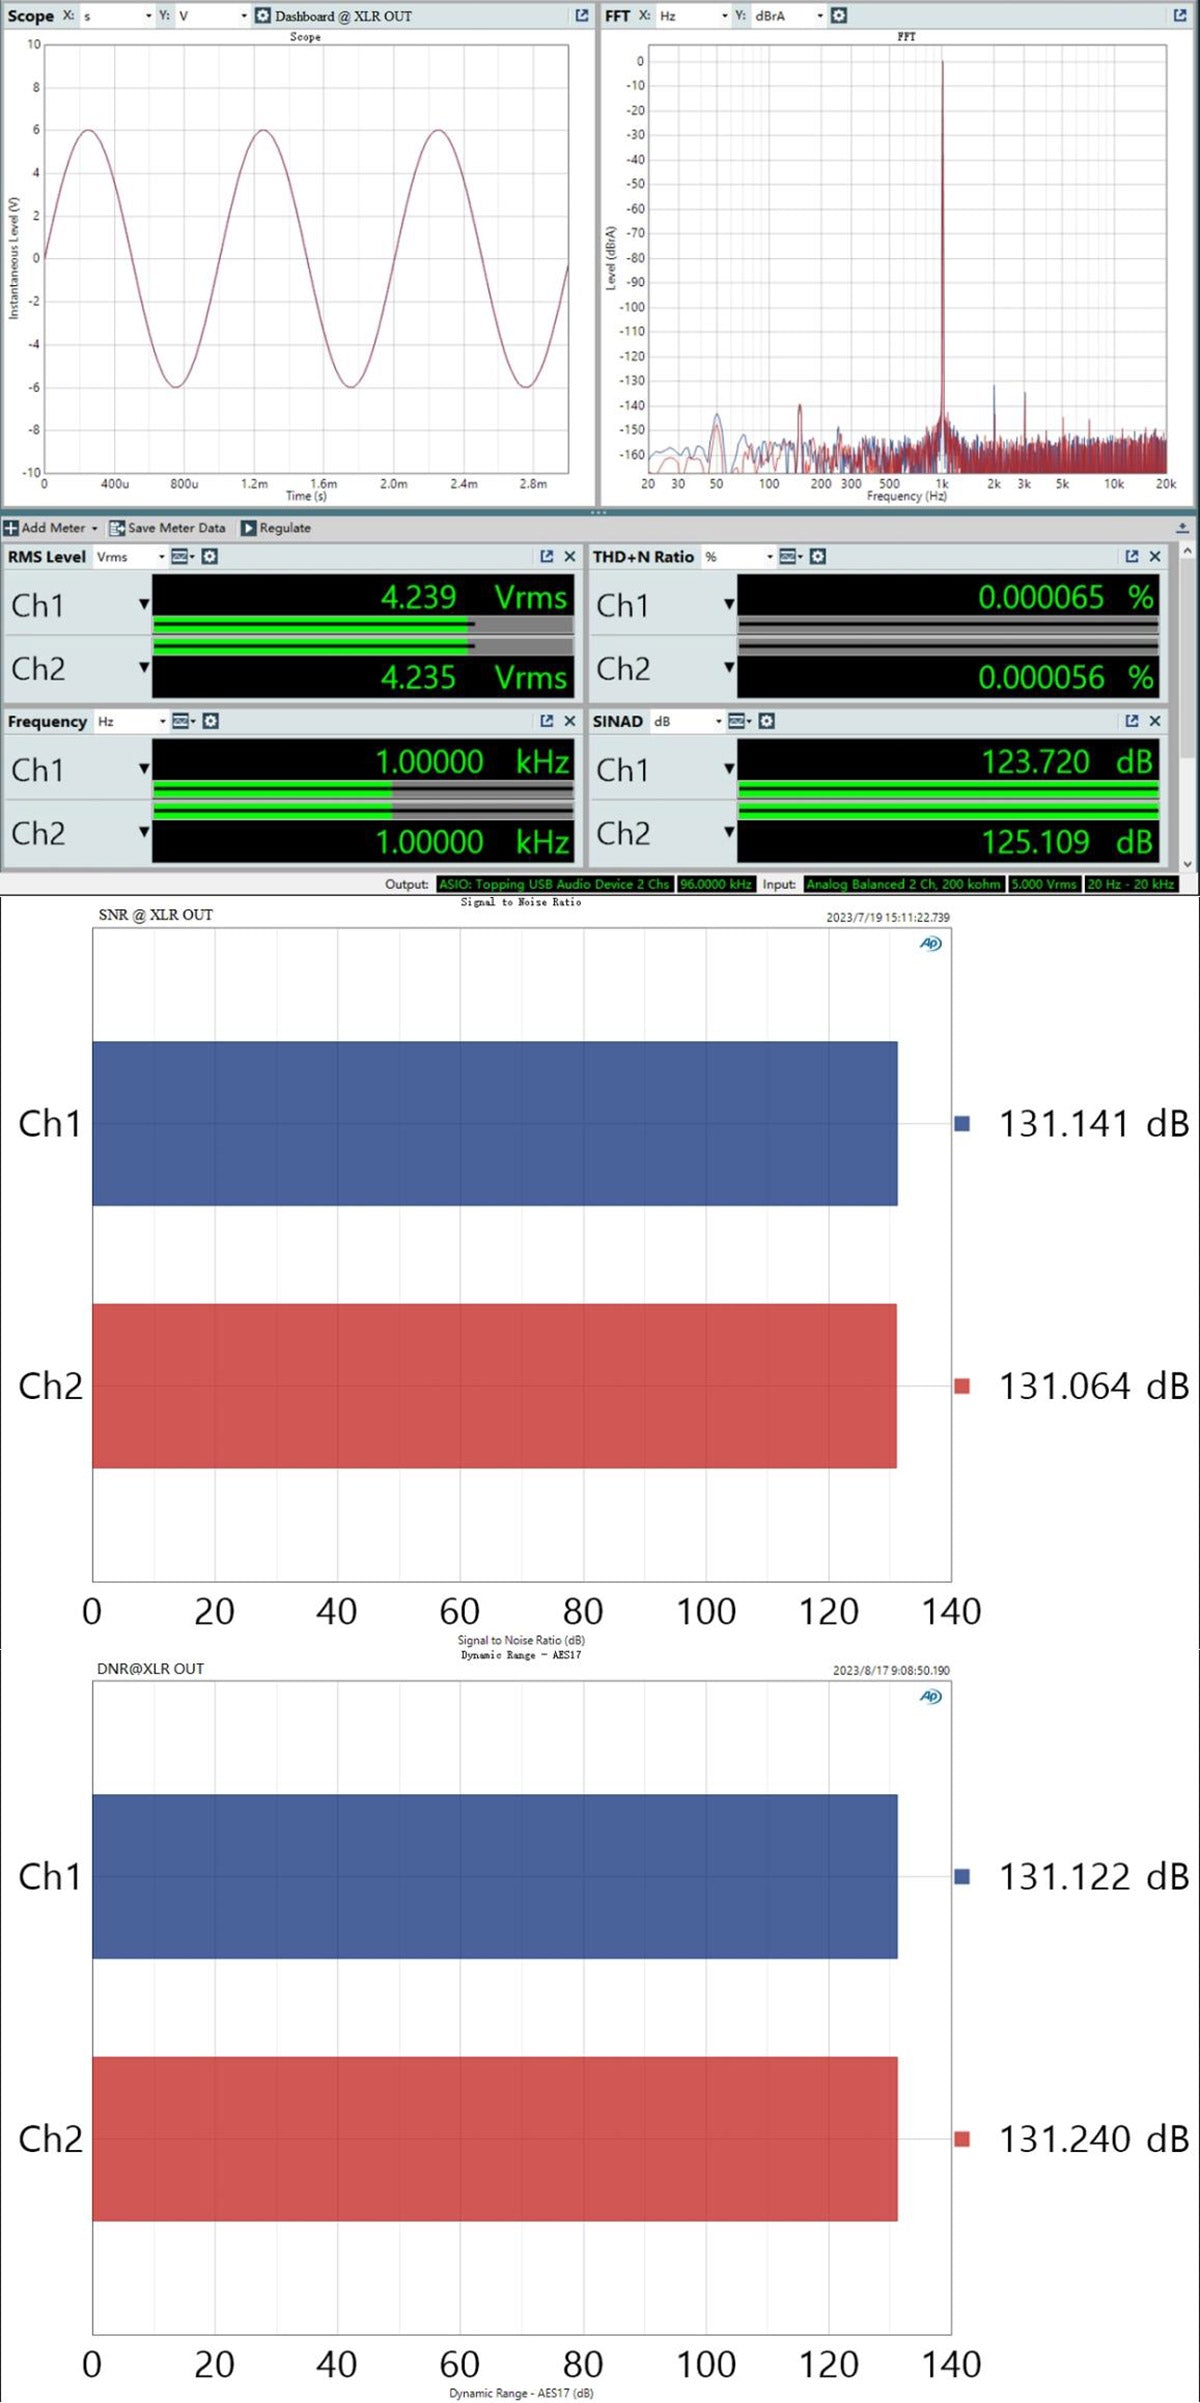 Scope X: s Y: V Dashboard @ XLR OUT
Scope
10
8
6
4
2
0
-2
-4
-6
-8
-10
Instantaneous Level (V)
0 400u 800u 1.2m 1.6m 2.0m 2.4m 2.8m
Time (s)
FFT X: Hz Y: dBrA
FFT
0
-10
-20
-30
-40
-50
-60
-70
-80
-90
-100
-110
-120
-130
-140
-150
-160
Level (dBrA)
20 30 50 100 200 300 500 1k 2k 3k 5k 10k 20k
Frequency (Hz)
Add Meter Save Meter Data Regulate
RMS Level Vrms
Ch1 4.239 Vrms
Ch2 4.235 Vrms
THD+N Ratio %
Ch1 0.000065 %
Ch2 0.000056 %
Frequency Hz
Ch1 1.00000 kHz
Ch2 1.00000 kHz
SINAD dB
Ch1 123.720 dB
Ch2 125.109 dB
Output: ASIO: Topping USB Audio Device 2 Chs 96.0000 kHz Input: Analog Balanced 2 Ch, 200 kohm 5.000 Vrms 20 Hz - 20 kHz
Signal to Noise Ratio
SNR @ XLR OUT 2023/7/19 15:11:22.739
AP
Ch1 131.141 dB
Ch2 131.064 dB
0 20 40 60 80 100 120 140
Signal to Noise Ratio (dB)
Dynamic Range - AES17
DNR@XLR OUT 2023/8/17 9:08:50.190
AP
Ch1 131.122 dB
Ch2 131.240 dB
0 20 40 60 80 100 120 140
Dynamic Range - AES17 (dB)